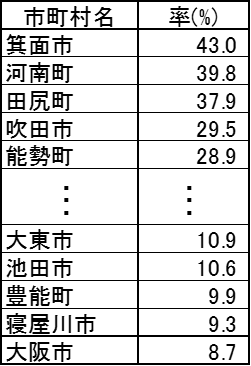 市町村名 率(%)
箕面市 43.0
河南町 39.8
田尻町 37.9
吹田市 29.5
能勢町 28.9
⋮ ⋮
大東市 10.9
池田市 10.6
豊能町 9.9
寝屋川市 9.3
大阪市 8.7